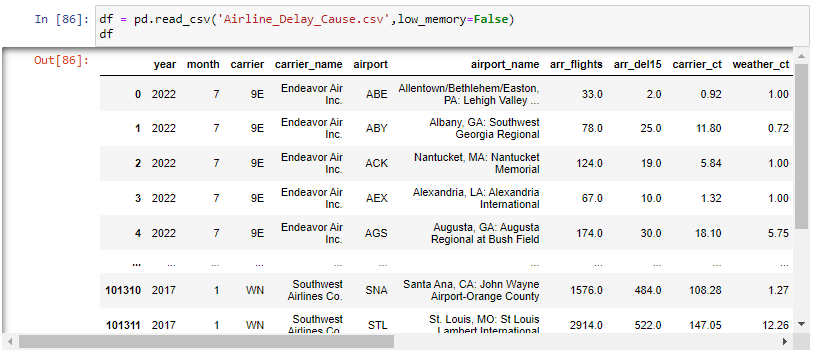 In [86]: df = pd.read_csv('Airline_Delay_Cause.csv',low_memory=False)
df
Out[86]:
year month carrier carrier_name airport airport_name arr_flights arr_del15 carrier_ct weather_ct
0 2022 7 9E Endeavor Air Inc. ABE Allentown/Bethlehem/Easton, PA: Lehigh Valley ... 33.0 2.0 0.92 1.00
1 2022 7 9E Endeavor Air Inc. ABY Albany, GA: Southwest Georgia Regional 78.0 25.0 11.80 0.72
2 2022 7 9E Endeavor Air Inc. ACK Nantucket, MA: Nantucket Memorial 124.0 19.0 5.84 1.00
3 2022 7 9E Endeavor Air Inc. AEX Alexandria, LA: Alexandria International 67.0 10.0 1.32 1.00
4 2022 7 9E Endeavor Air Inc. AGS Augusta, GA: Augusta Regional at Bush Field 174.0 30.0 18.10 5.75
... ... ... ... ... ... ... ... ... ... ...
101310 2017 1 WN Southwest Airlines Co. SNA Santa Ana, CA: John Wayne Airport-Orange County 1576.0 484.0 108.28 1.27
101311 2017 1 WN Southwest Airlines Co. STL St. Louis, MO: St Louis Lambert International 2914.0 522.0 147.05 12.26